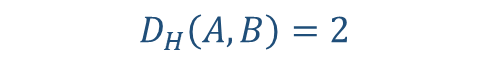 D_H(A, B) = 2